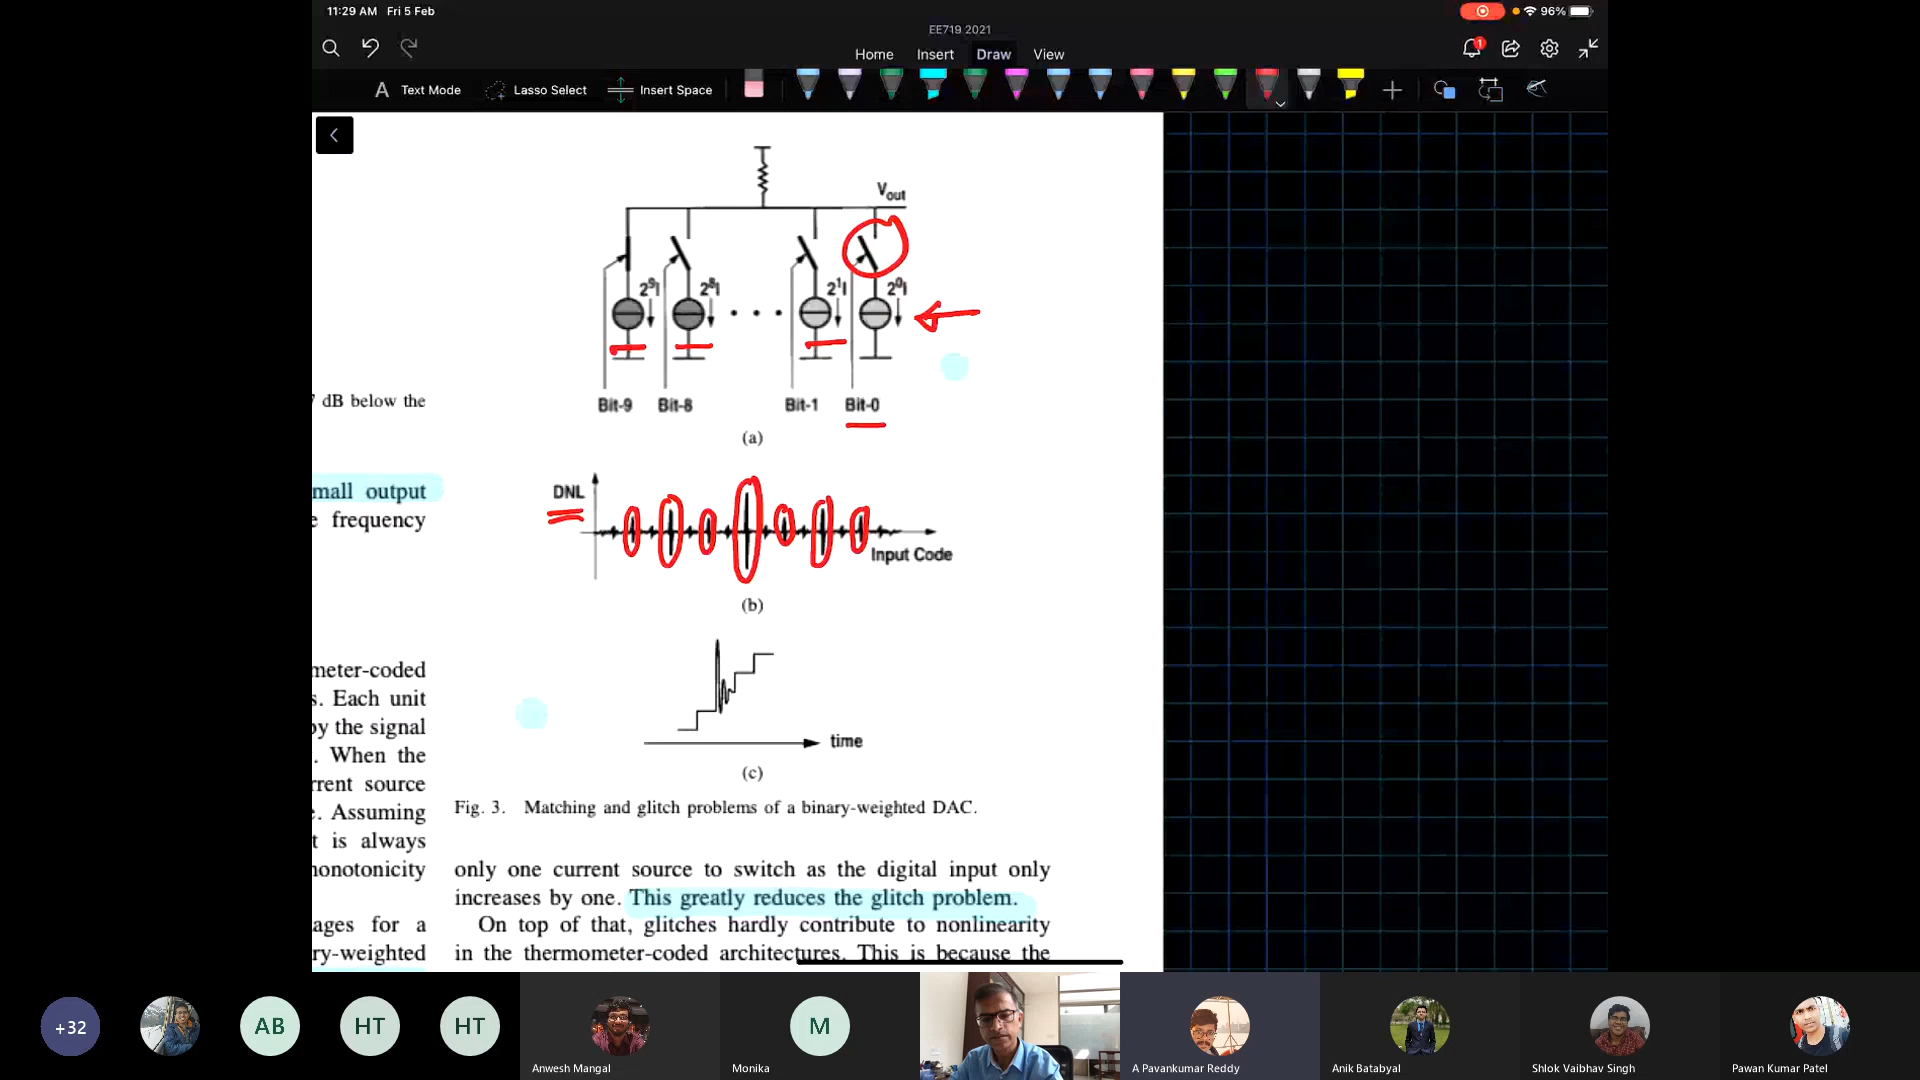 11:29 AM Fri 5 Feb
96%
EE719 2021
Home Insert Draw View
1
A Text Mode Lasso Select Insert Space
Vout
2⁹I 2⁸I 2¹I 2⁰I
Bit-9 Bit-8 Bit-1 Bit-0
(a)
DNL
Input Code
(b)
time
(c)
Fig. 3. Matching and glitch problems of a binary-weighted DAC.
only one current source to switch as the digital input only
increases by one. This greatly reduces the glitch problem.
On top of that, glitches hardly contribute to nonlinearity
in the thermometer-coded architectures. This is because the
dB below the
mall output
e frequency
meter-coded
s. Each unit
by the signal
. When the
rrent source
e. Assuming
t is always
nonotonicity
ages for a
ry-weighted
+32 AB HT HT M
Anwesh Mangal Monika A Pavankumar Reddy Anik Batabyal Shlok Vaibhav Singh Pawan Kumar Patel